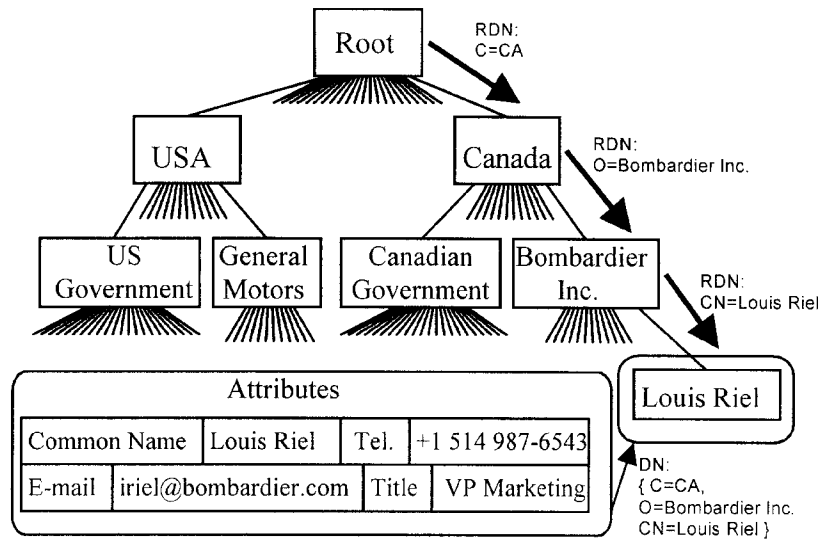 Root
RDN:
C=CA
USA
Canada
RDN:
O=Bombardier Inc.
US
Government
General
Motors
Canadian
Government
Bombardier
Inc.
RDN:
CN=Louis Riel
Louis Riel
Attributes
Common Name Louis Riel Tel. +1 514 987-6543
E-mail iriel@bombardier.com Title VP Marketing
DN:
{ C=CA,
O=Bombardier Inc.
CN=Louis Riel }